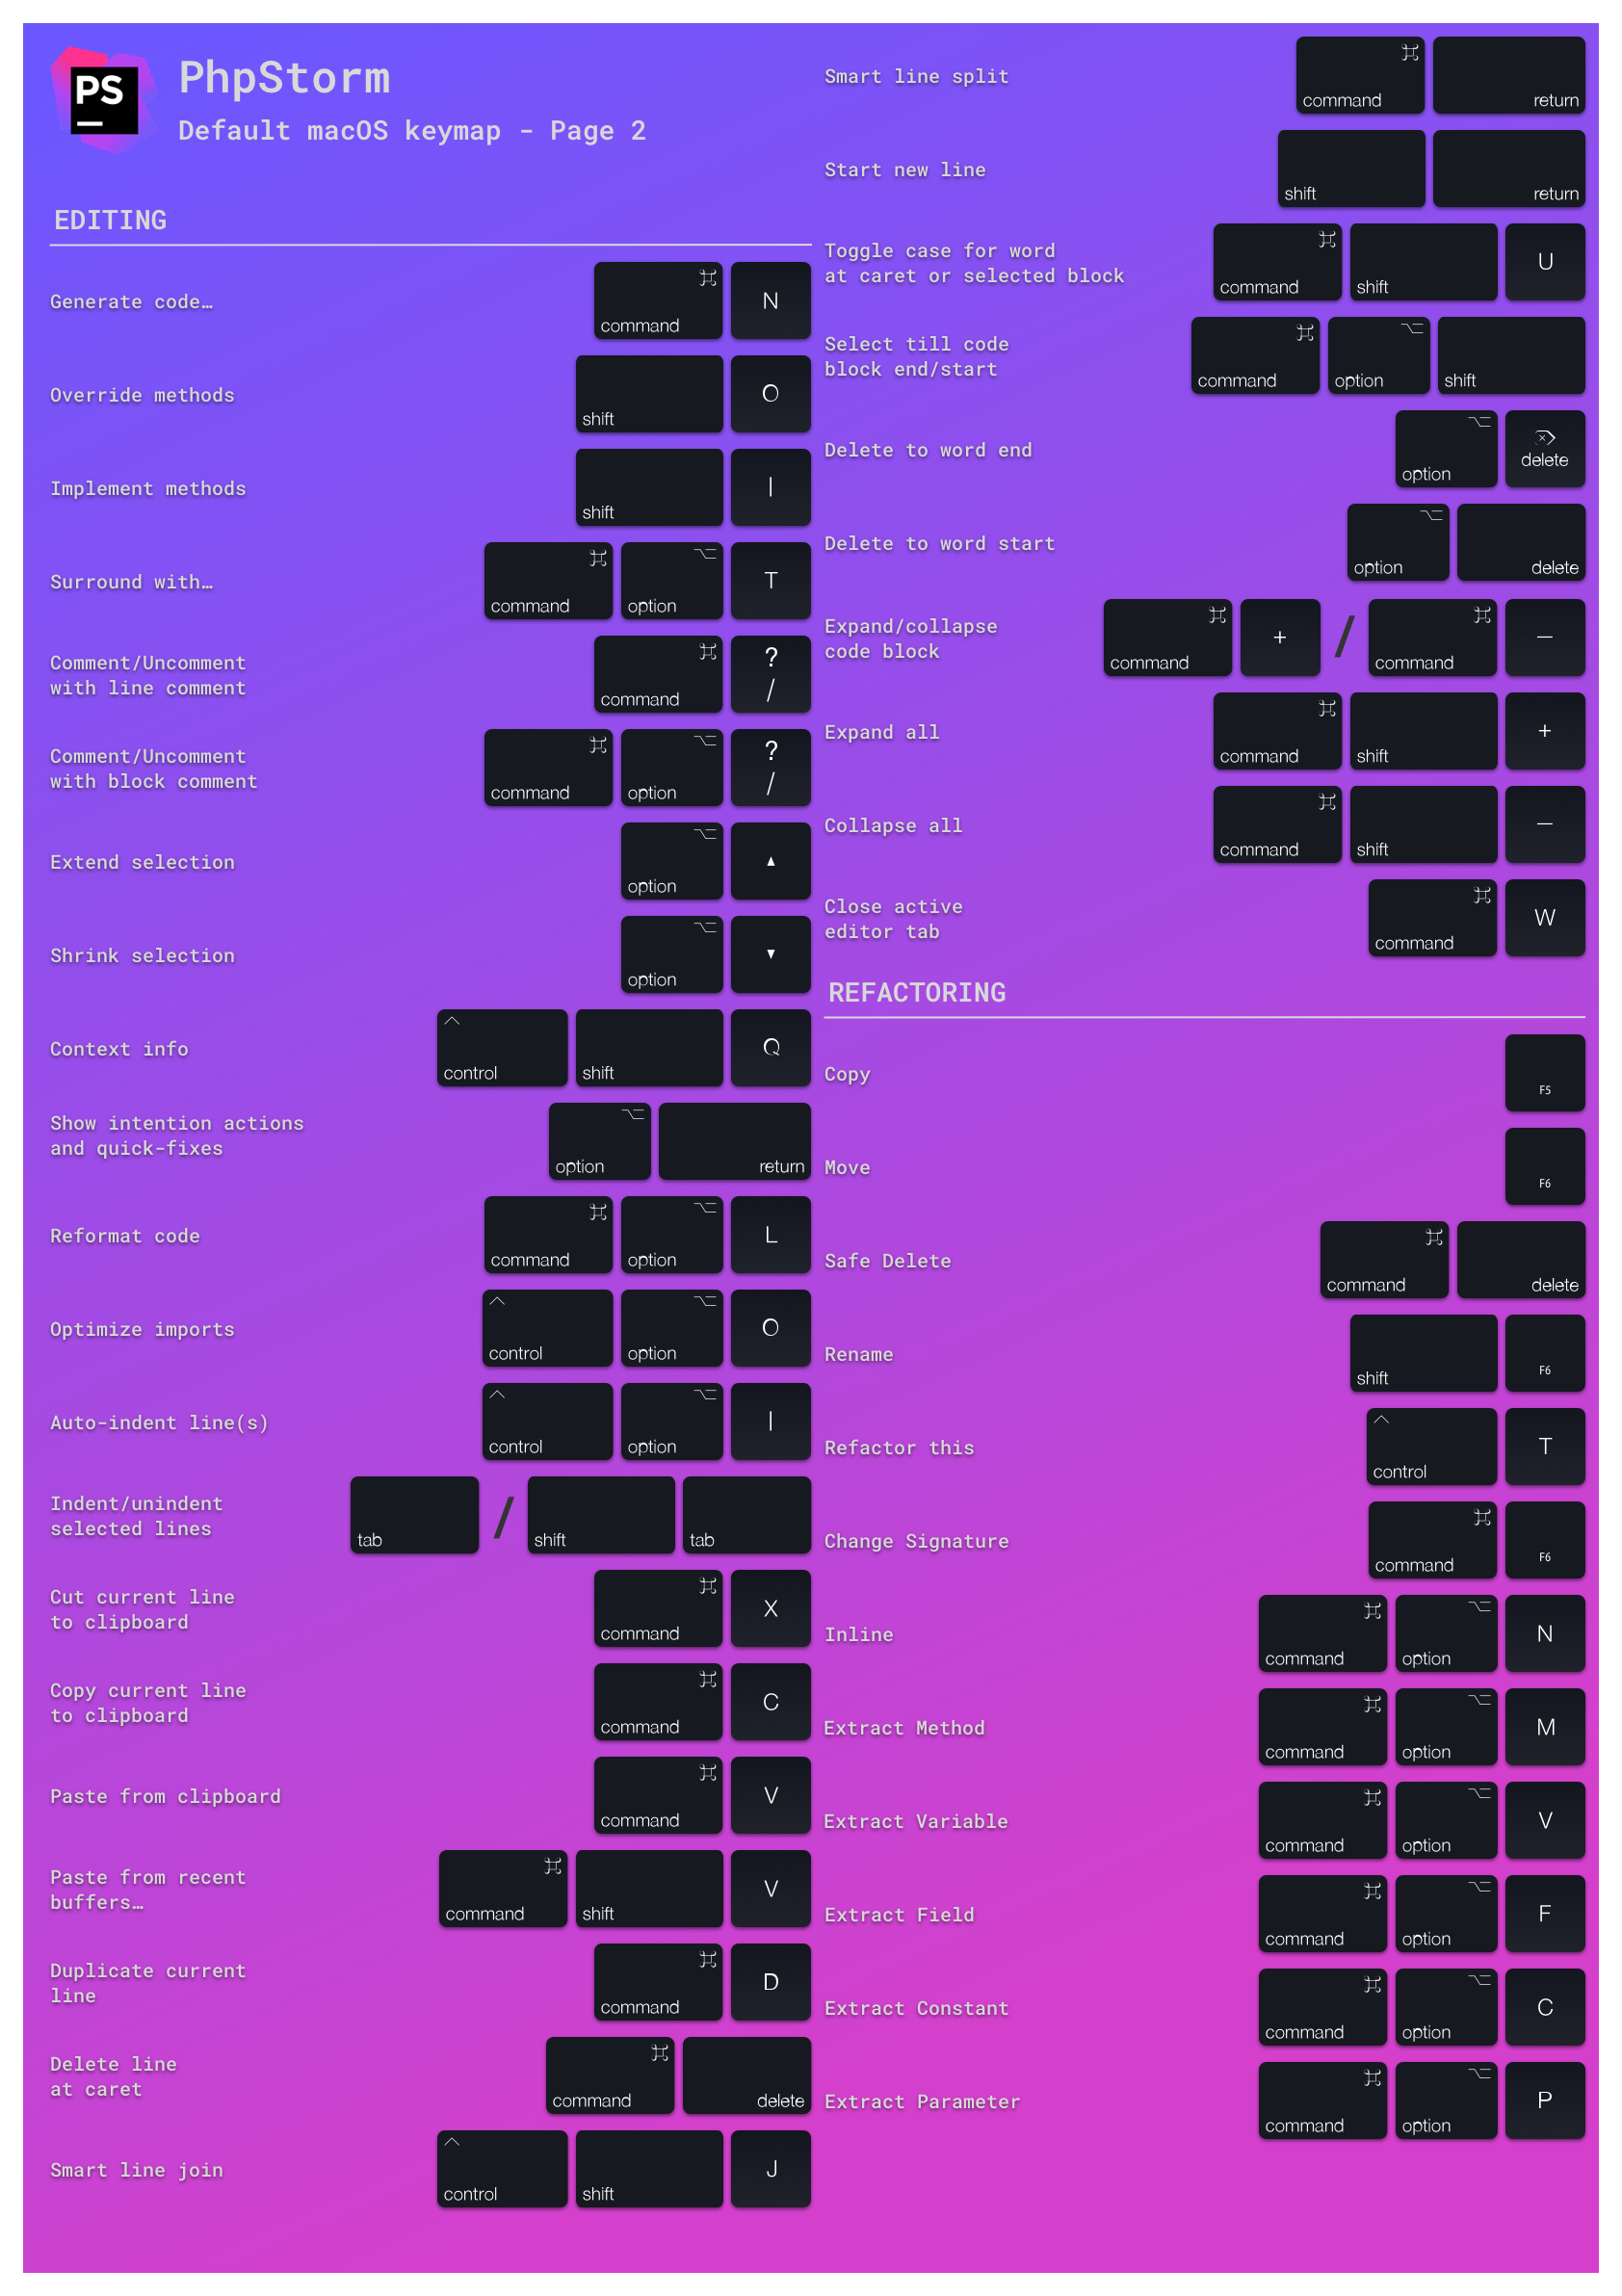 PS
PhpStorm
Default macOS keymap - Page 2
EDITING
Generate code…
⌘ command N
Override methods
shift O
Implement methods
shift I
Surround with…
⌘ command ⌥ option T
Comment/Uncomment
with line comment
⌘ command ? /
Comment/Uncomment
with block comment
⌘ command ⌥ option ? /
Extend selection
⌥ option ▲
Shrink selection
⌥ option ▼
Context info
^ control shift Q
Show intention actions
and quick-fixes
⌥ option return
Reformat code
⌘ command ⌥ option L
Optimize imports
^ control ⌥ option O
Auto-indent line(s)
^ control ⌥ option I
Indent/unindent
selected lines
tab / shift tab
Cut current line
to clipboard
⌘ command X
Copy current line
to clipboard
⌘ command C
Paste from clipboard
⌘ command V
Paste from recent
buffers…
⌘ command shift V
Duplicate current
line
⌘ command D
Delete line
at caret
⌘ command delete
Smart line join
^ control shift J
Smart line split
⌘ command return
Start new line
shift return
Toggle case for word
at caret or selected block
⌘ command shift U
Select till code
block end/start
⌘ command ⌥ option shift
Delete to word end
⌥ option ⌦ delete
Delete to word start
⌥ option delete
Expand/collapse
code block
⌘ command + / ⌘ command –
Expand all
⌘ command shift +
Collapse all
⌘ command shift –
Close active
editor tab
⌘ command W
REFACTORING
Copy
F5
Move
F6
Safe Delete
⌘ command delete
Rename
shift F6
Refactor this
^ control T
Change Signature
⌘ command F6
Inline
⌘ command ⌥ option N
Extract Method
⌘ command ⌥ option M
Extract Variable
⌘ command ⌥ option V
Extract Field
⌘ command ⌥ option F
Extract Constant
⌘ command ⌥ option C
Extract Parameter
⌘ command ⌥ option P